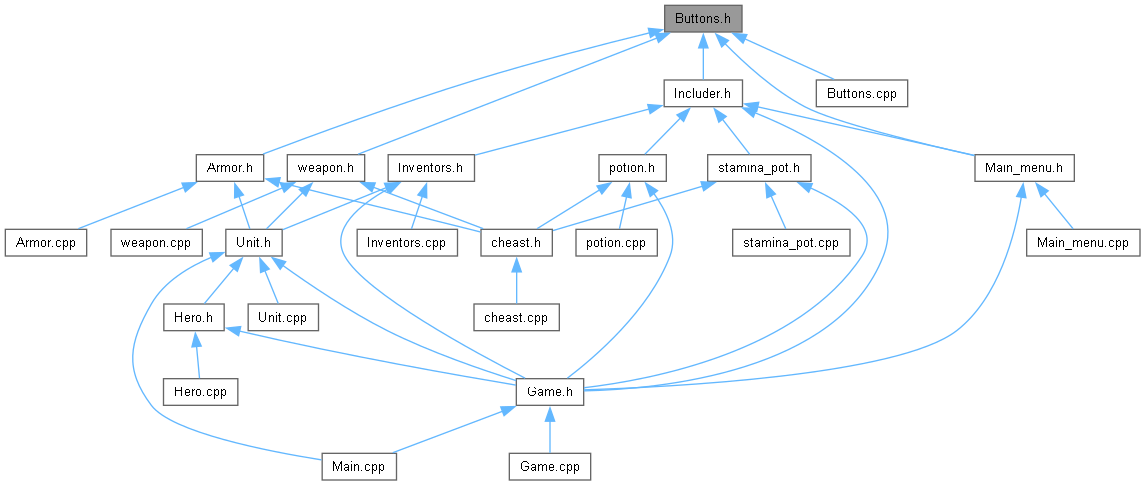 Buttons.h
Includer.h
Buttons.cpp
Armor.h
weapon.h
Inventors.h
potion.h
stamina_pot.h
Main_menu.h
Armor.cpp
weapon.cpp
Unit.h
Inventors.cpp
cheast.h
potion.cpp
stamina_pot.cpp
Main_menu.cpp
Hero.h
Unit.cpp
cheast.cpp
Hero.cpp
Game.h
Main.cpp
Game.cpp